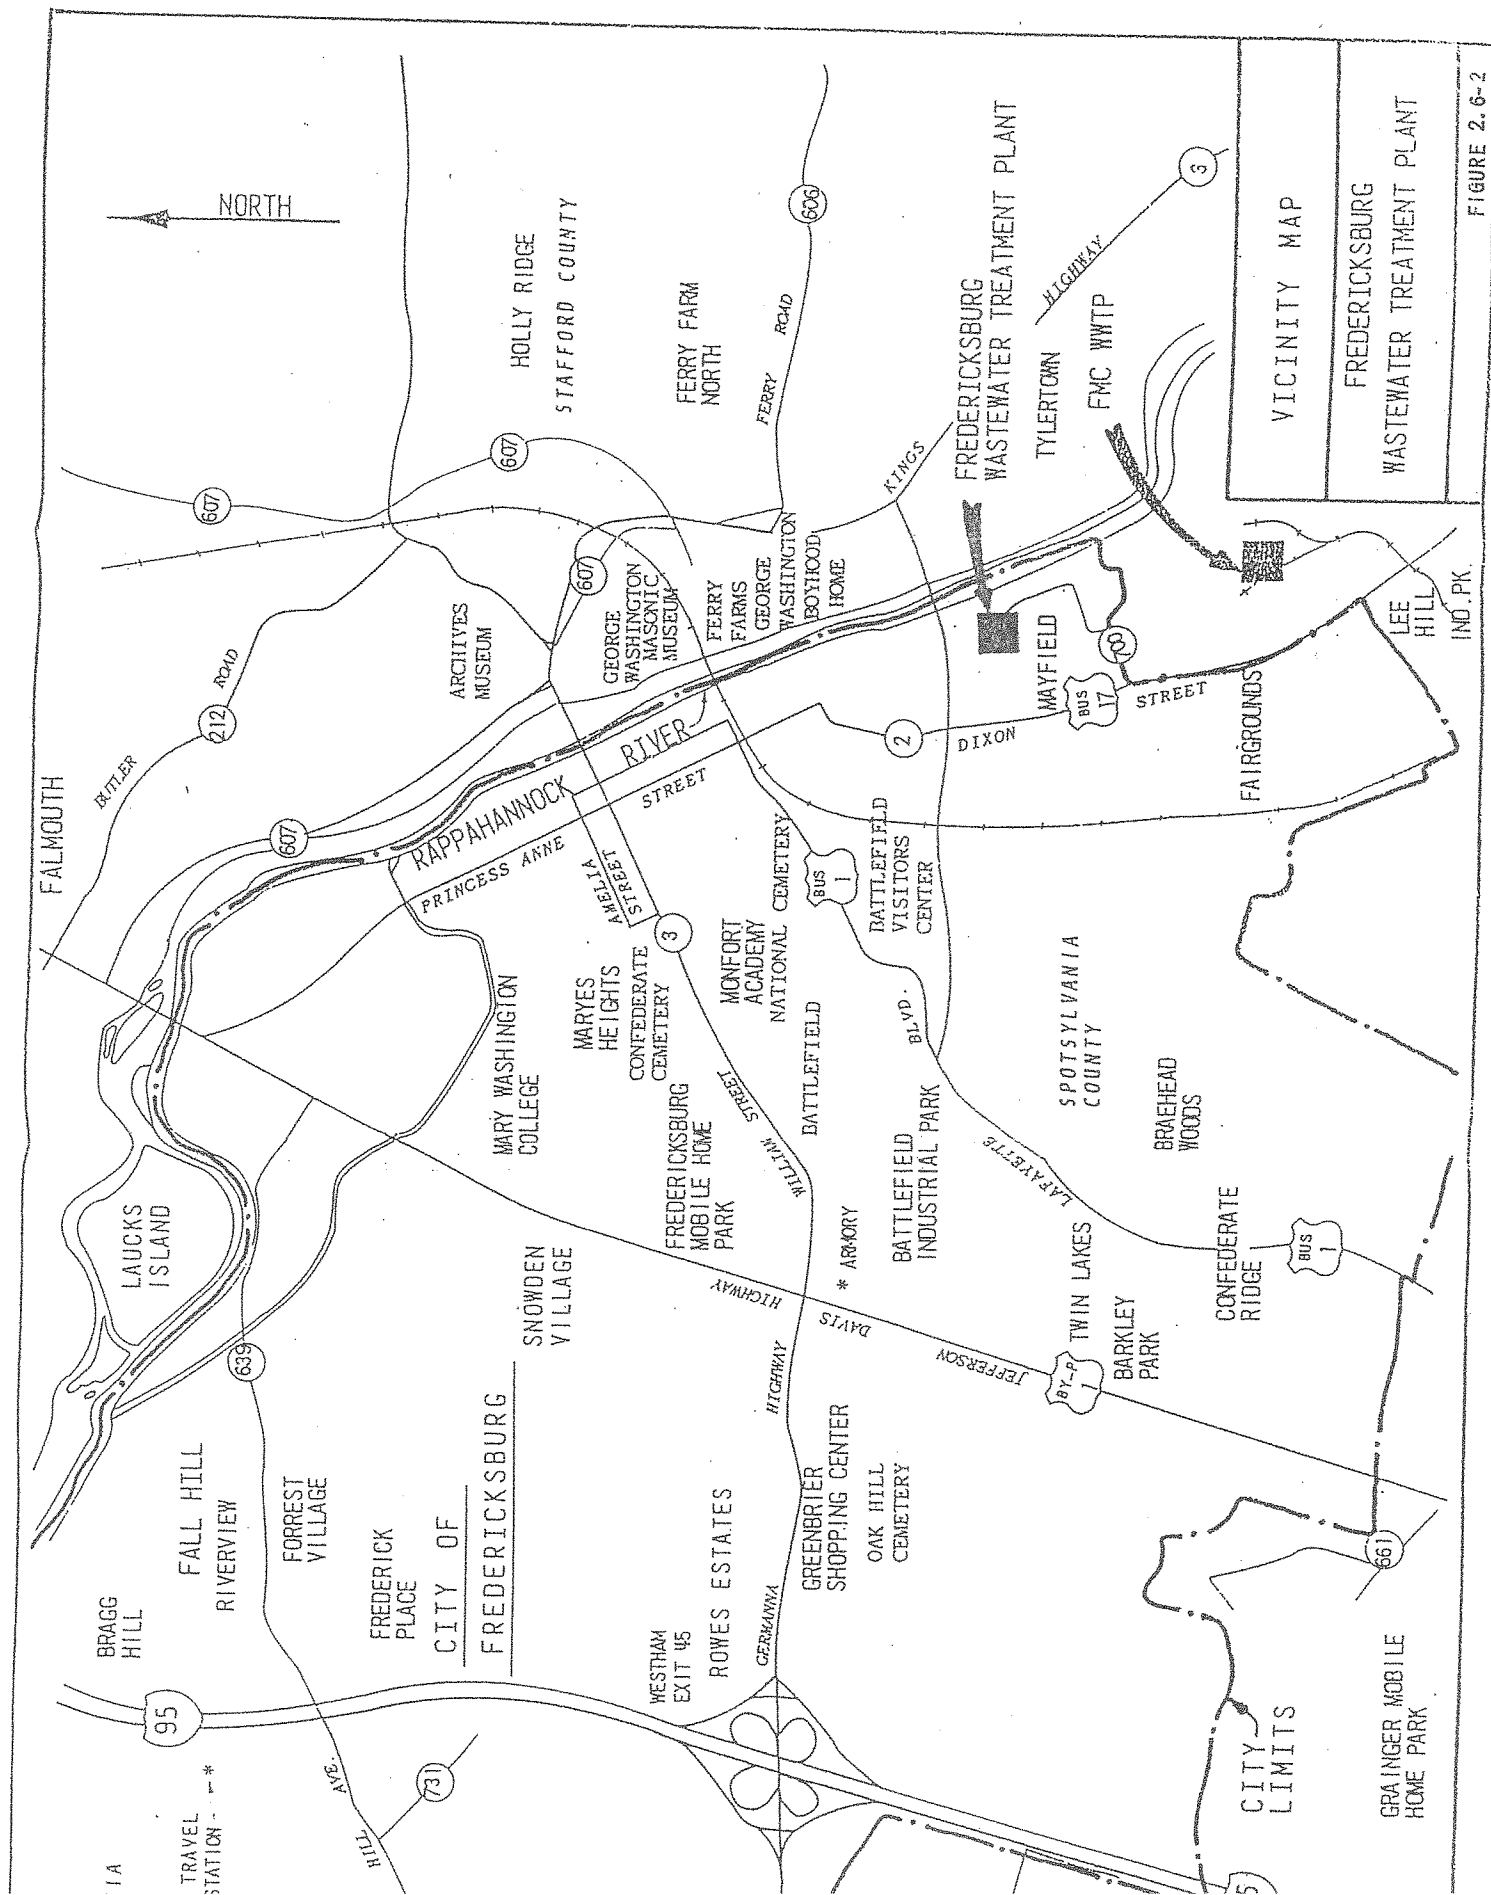 FALMOUTH
NORTH
BUTLER
ROAD
212
607
607
607
607
HOLLY RIDGE
STAFFORD COUNTY
FERRY FARM
NORTH
FERRY
ROAD
606
ARCHIVES
MUSEUM
GEORGE
WASHINGTON
MASONIC
MUSEUM
FERRY
FARMS
GEORGE
WASHINGTON
BOYHOOD
HOME
KINGS
HIGHWAY
3
FREDERICKSBURG
WASTEWATER TREATMENT PLANT
TYLERTOWN
FMC WWTP
RAPPAHANNOCK
RIVER
PRINCESS ANNE
STREET
AMELIA
STREET
3
MAYFIELD
BUS
17
2
DIXON
STREET
FAIRGROUNDS
LEE
HILL
IND.PK.
LAUCKS
ISLAND
MARY WASHINGTON
COLLEGE
MARYES
HEIGHTS
CONFEDERATE
CEMETERY
MONFORT
ACADEMY
NATIONAL CEMETERY
BUS
1
BATTLEFIELD
VISITORS
CENTER
BATTLEFIELD
FREDERICKSBURG
MOBILE HOME
PARK
WILLIAM
STREET
* ARMORY
BATTLEFIELD
INDUSTRIAL PARK
LAFAYETTE
BLVD.
SPOTSYLVANIA
COUNTY
BRAEHEAD
WOODS
CONFEDERATE
RIDGE
BUS
1
TWIN LAKES
BARKLEY
PARK
BY-P
1
JEFFERSON
DAVIS
HIGHWAY
SNOWDEN
VILLAGE
639
FALL HILL
RIVERVIEW
FORREST
VILLAGE
BRAGG
HILL
FREDERICK
PLACE
CITY OF
FREDERICKSBURG
95
WESTHAM
EXIT 45
ROWES ESTATES
GERMANNA
HIGHWAY
GREENBRIER
SHOPPING CENTER
OAK HILL
CEMETERY
661
CITY
LIMITS
GRAINGER MOBILE
HOME PARK
HILL
AVE.
731
TRAVEL
STATION *
IA
5
VICINITY MAP
FREDERICKSBURG
WASTEWATER TREATMENT PLANT
FIGURE 2.6-2